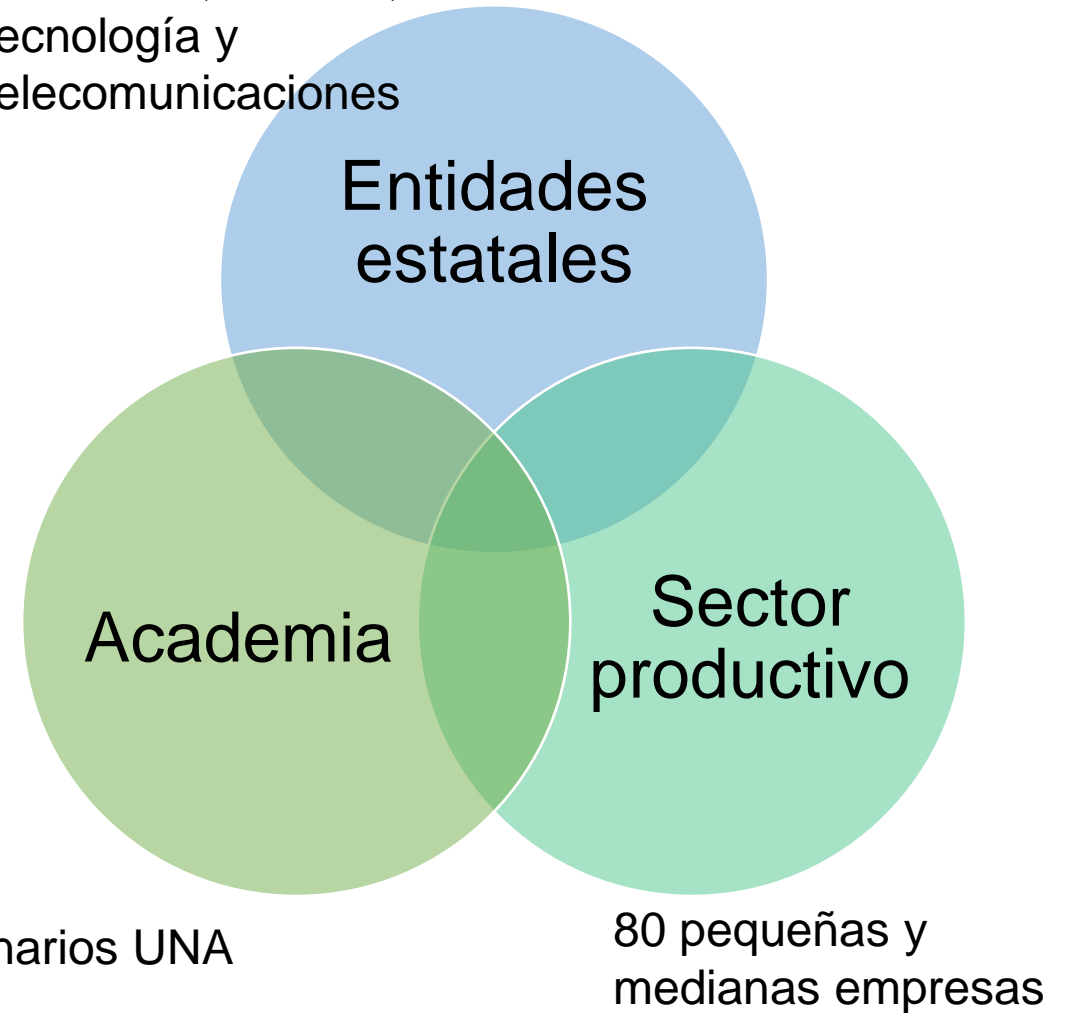 ecnología y
elecomunicaciones
Entidades
estatales
Academia
Sector
productivo
narios UNA
80 pequeñas y
medianas empresas